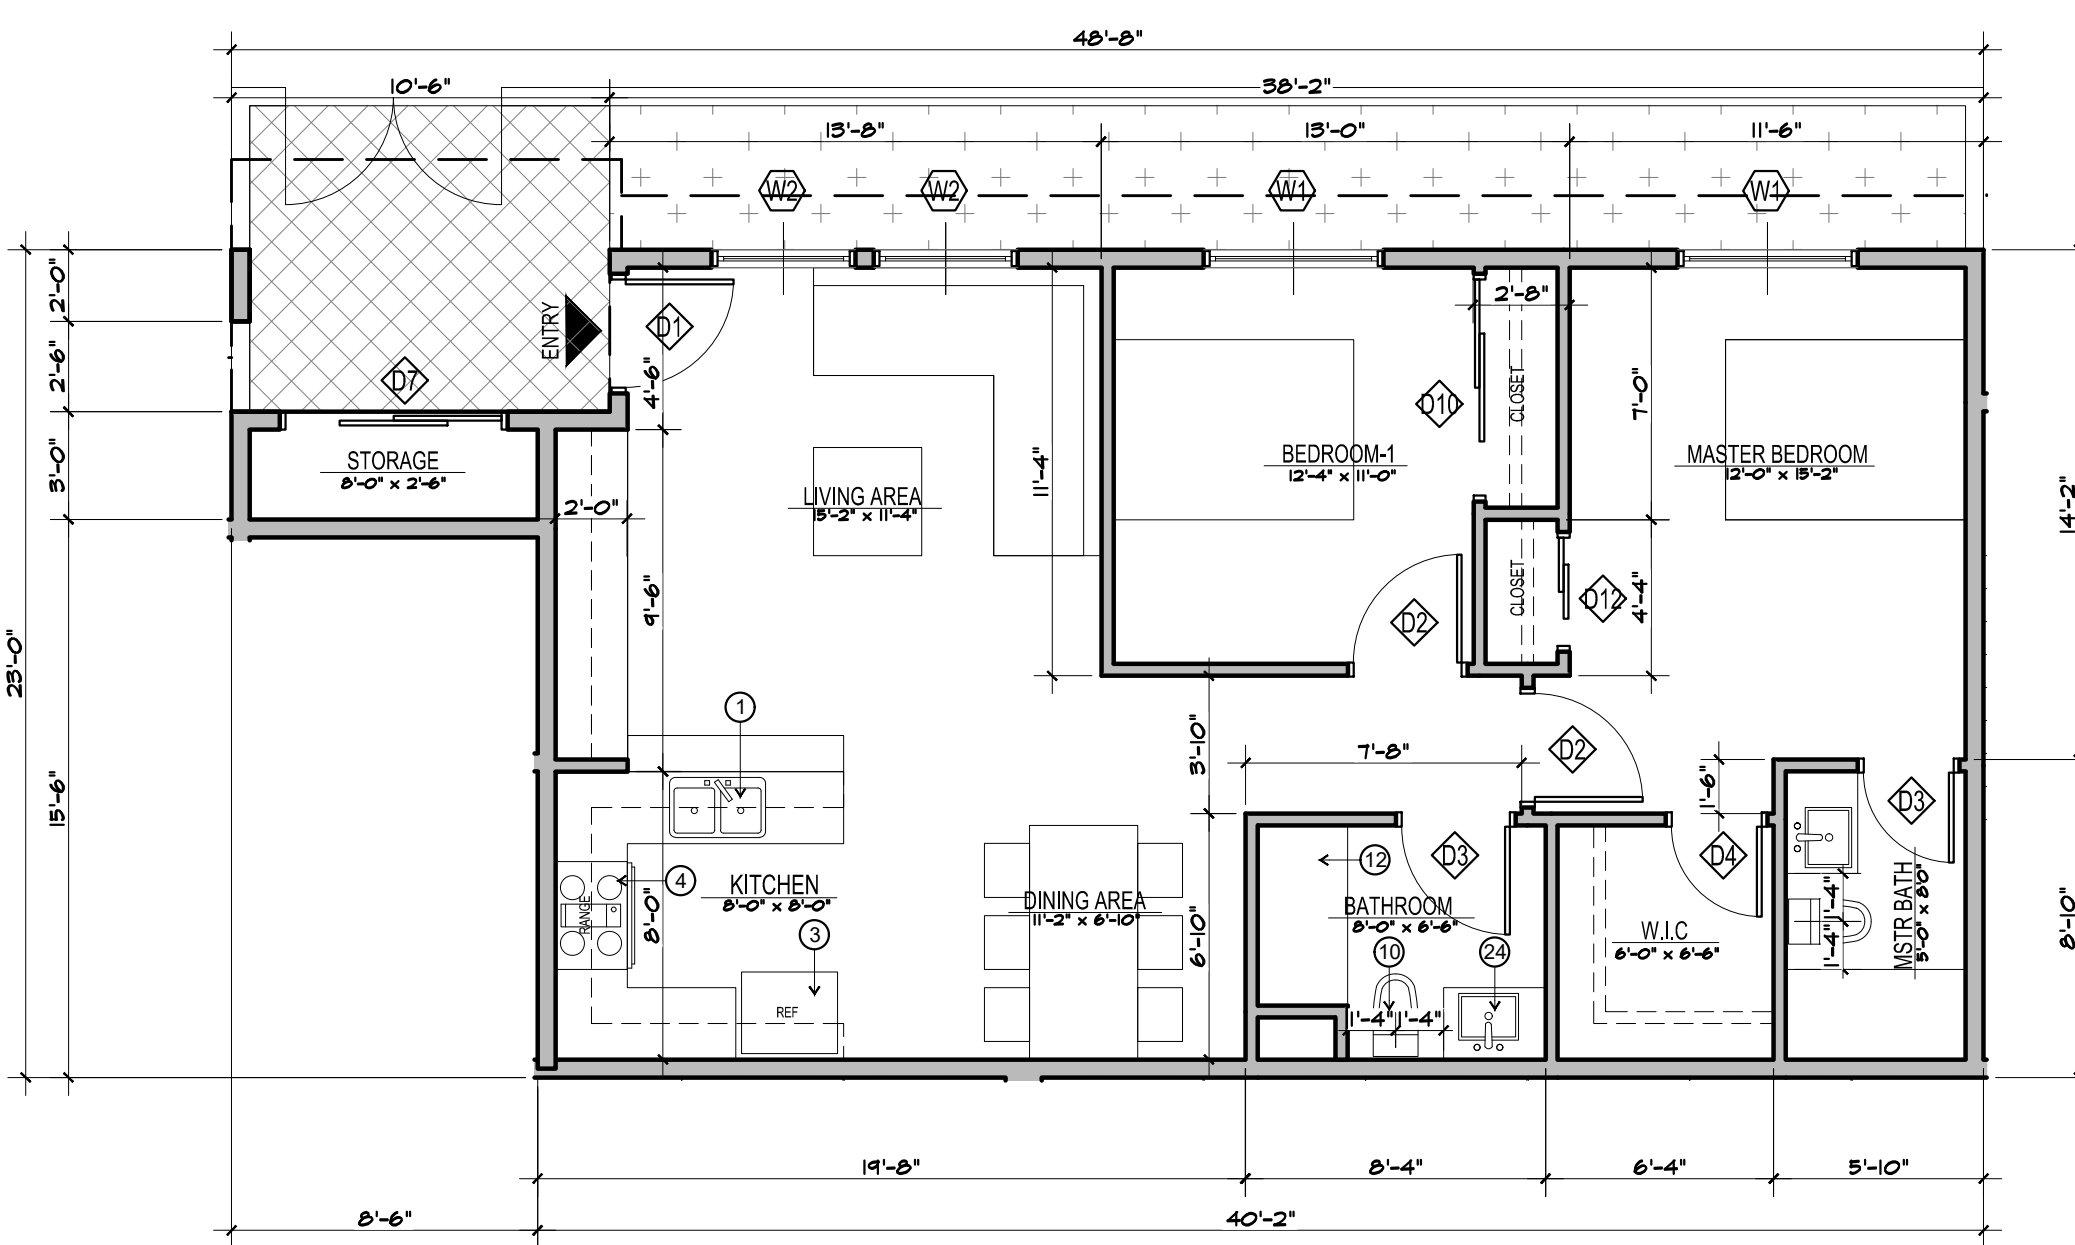 48'-8"
10'-6"
38'-2"
13'-8"
13'-0"
11'-6"
W2
W2
W1
W1
2'-0"
2'-6"
3'-0"
15'-6"
23'-0"
14'-2"
8'-10"
ENTRY
D1
D7
4'-6"
STORAGE
8'-0" x 2'-6"
2'-0"
9'-6"
LIVING AREA
15'-2" x 11'-4"
11'-4"
BEDROOM-1
12'-4" x 11'-0"
D10
2'-8"
CLOSET
CLOSET
D12
7'-0"
4'-4"
MASTER BEDROOM
12'-0" x 15'-2"
D2
D2
1
3'-10"
7'-8"
1'-6"
4
RANGE
8'-0"
KITCHEN
8'-0" x 8'-0"
3
REF
DINING AREA
11'-2" x 6'-10"
6'-10"
12
D3
BATHROOM
8'-0" x 6'-6"
10
24
1'-4"
1'-4"
D4
W.I.C
6'-0" x 6'-6"
D3
MSTR BATH
5'-0" x 8'0"
1'-4"
1'-4"
19'-8"
8'-4"
6'-4"
5'-10"
8'-6"
40'-2"